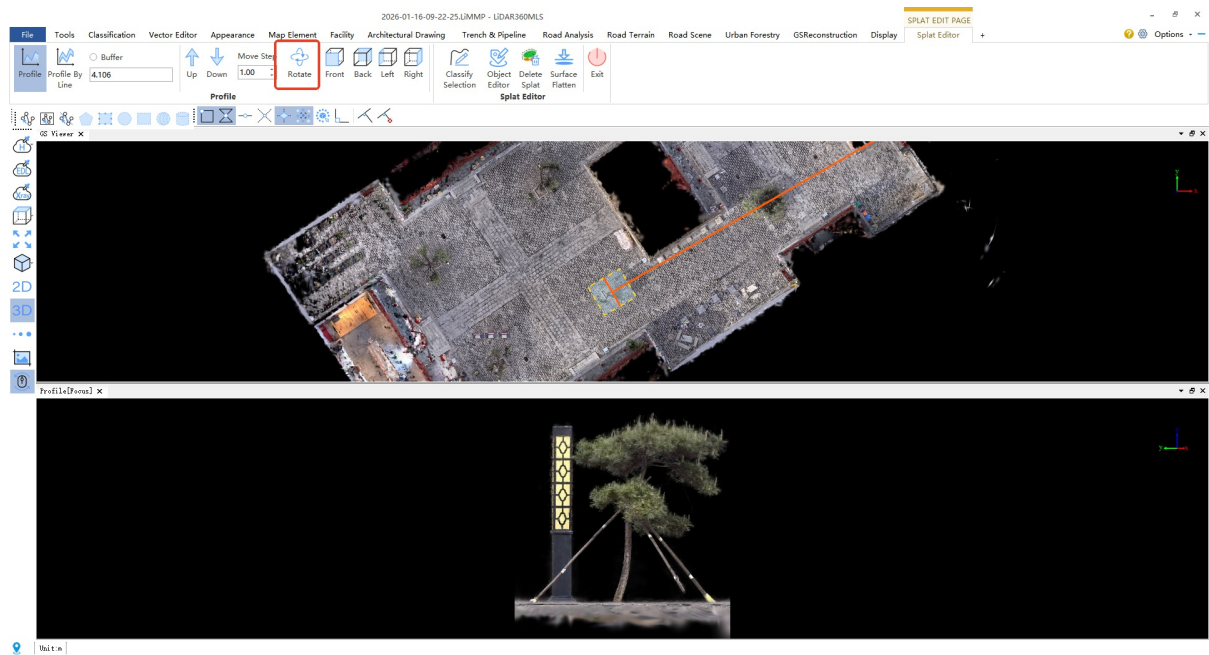 2026-01-16-09-22-25.LiMMP - LiDAR360MLS
SPLAT EDIT PAGE
File Tools Classification Vector Editor Appearance Map Element Facility Architectural Drawing Trench & Pipeline Road Analysis Road Terrain Road Scene Urban Forestry GSReconstruction Display Splat Editor + Options
Buffer
Move Step
4.106
1.00
Profile Profile By Line Up Down Rotate Front Back Left Right Classify Selection Object Editor Delete Splat Surface Flatten Exit
Profile Splat Editor
GS Viewer
H
EDL
Xray
2D
3D
Y
X
Profile[Focus]
Y
X
Unit:m